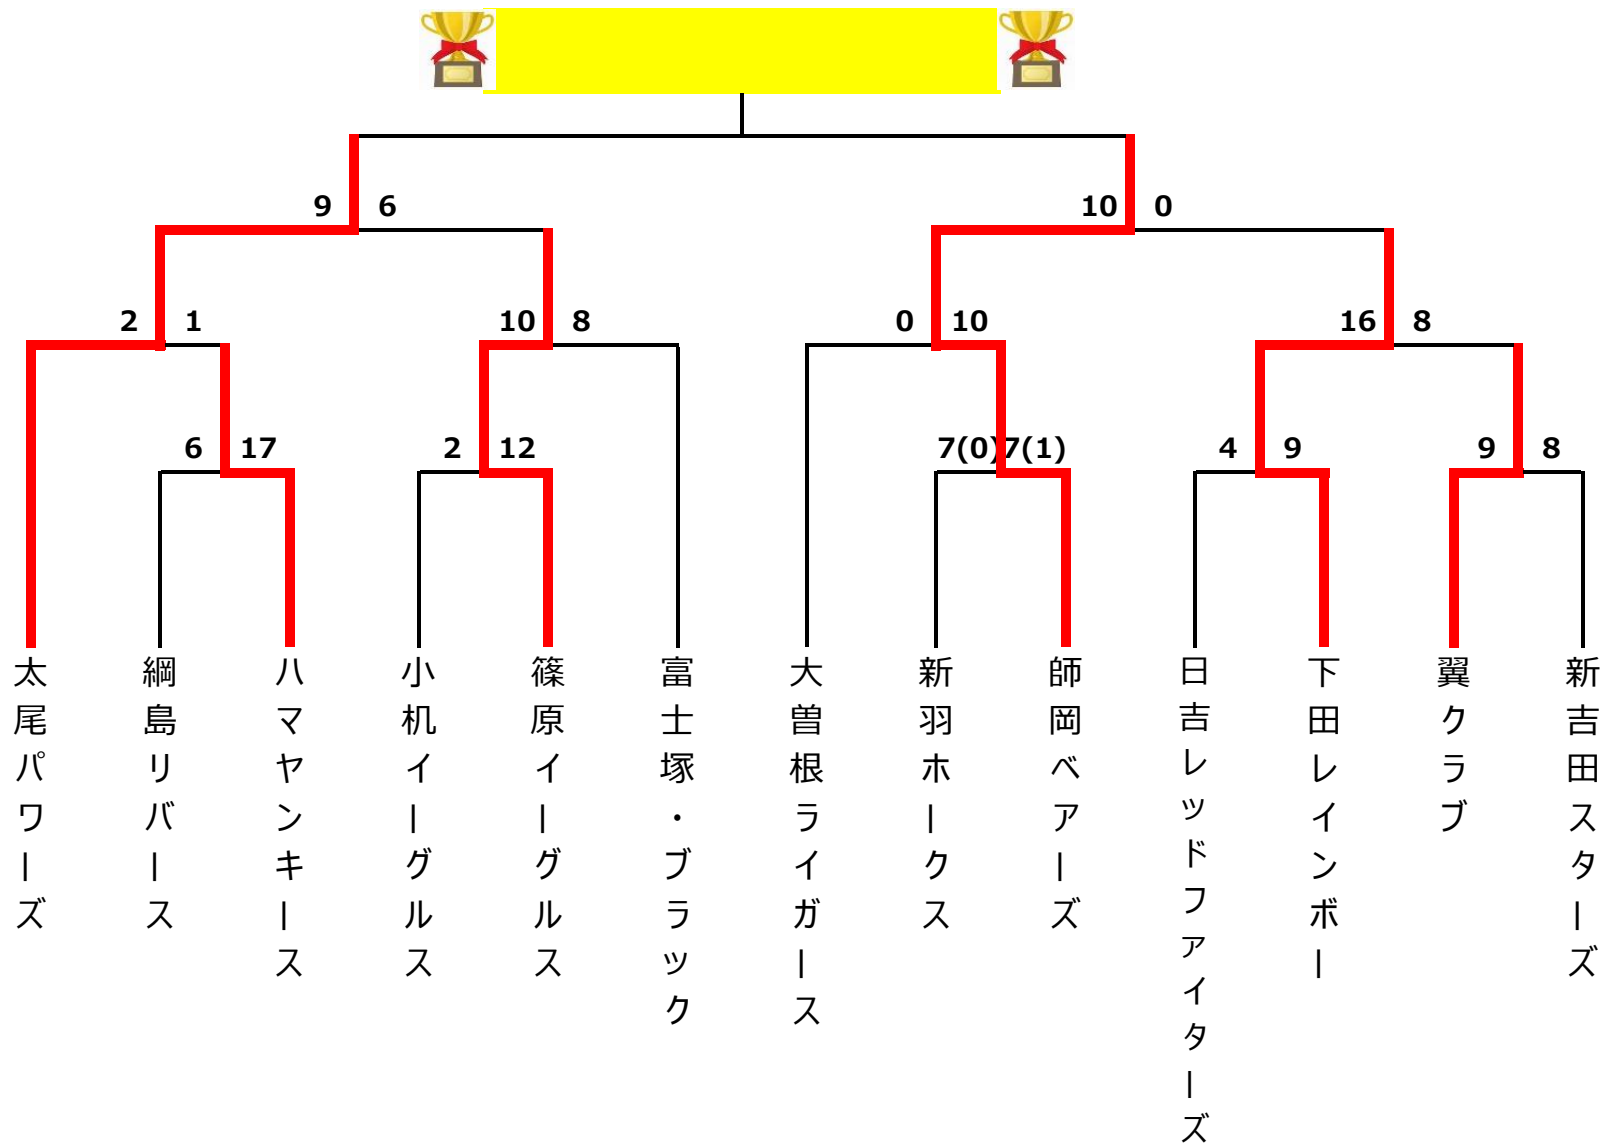 9 6 10 0
2 1 10 8 0 10 16 8
6 17 2 12 7(0) 7(1) 4 9 9 8
太尾パワーズ
綱島リバース
ハマヤンキース
小机イーグルス
篠原イーグルス
富士塚・ブラック
大曽根ライガース
新羽ホークス
師岡ベアーズ
日吉レッドファイターズ
下田レインボー
翼クラブ
新吉田スターズ